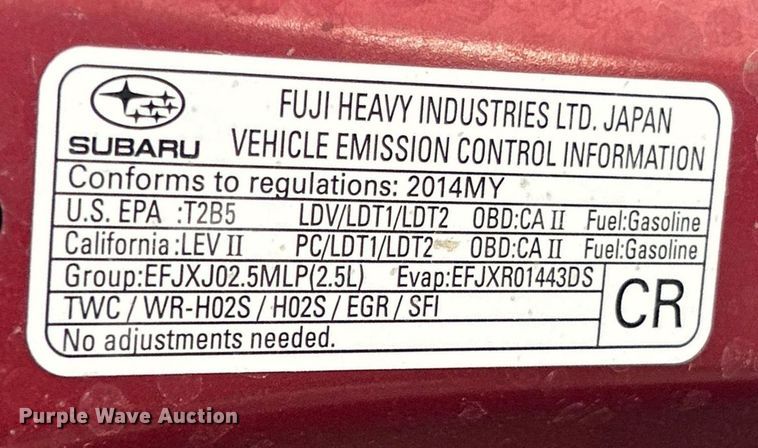 FUJI HEAVY INDUSTRIES LTD. JAPAN
SUBARU VEHICLE EMISSION CONTROL INFORMATION
Conforms to regulations: 2014MY
U.S. EPA :T2B5 LDV/LDT1/LDT2 OBD:CA II Fuel:Gasoline
California:LEV II PC/LDT1/LDT2 OBD:CA II Fuel:Gasoline
Group:EFJXJ02.5MLP(2.5L) Evap:EFJXR01443DS
TWC / WR-HO2S / HO2S / EGR / SFI
CR
No adjustments needed.
Purple Wave Auction